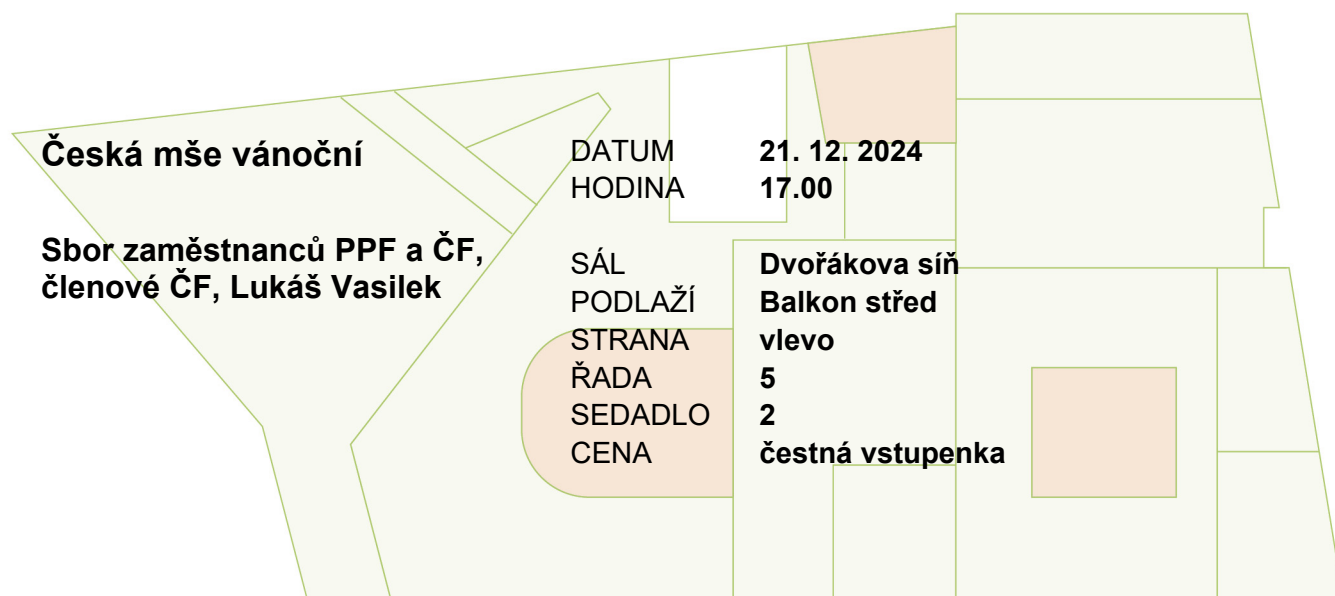 Česká mše vánoční
Sbor zaměstnanců PPF a ČF,
členové ČF, Lukáš Vasilek
DATUM 21. 12. 2024
HODINA 17.00
SÁL Dvořákova síň
PODLAŽÍ Balkon střed
STRANA vlevo
ŘADA 5
SEDADLO 2
CENA čestná vstupenka